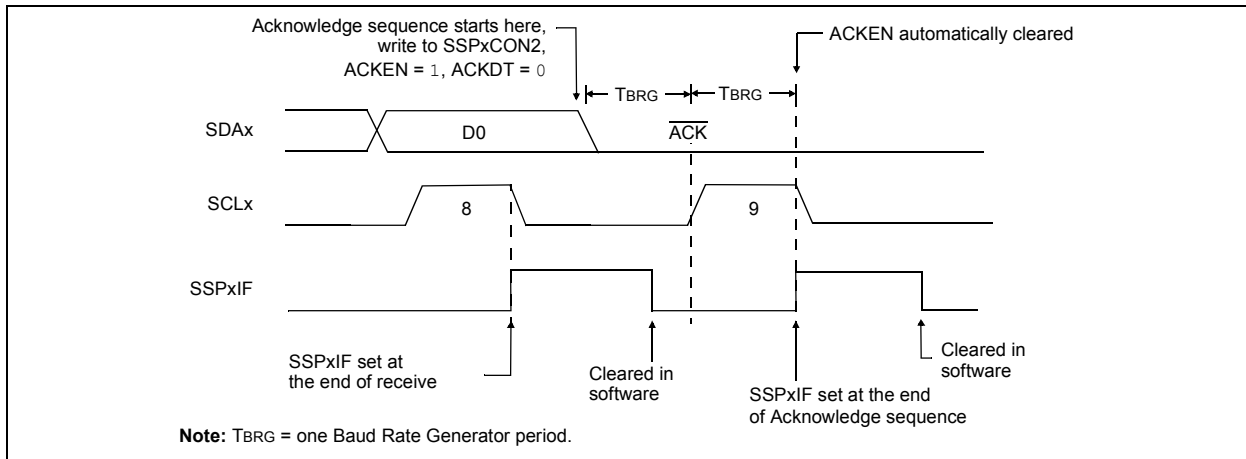 Acknowledge sequence starts here,
write to SSPxCON2,
ACKEN = 1, ACKDT = 0
ACKEN automatically cleared
TBRG
TBRG
SDAx
D0
ACK
SCLx
8
9
SSPxIF
SSPxIF set at
the end of receive
Cleared in
software
SSPxIF set at the end
of Acknowledge sequence
Cleared in
software
Note: TBRG = one Baud Rate Generator period.